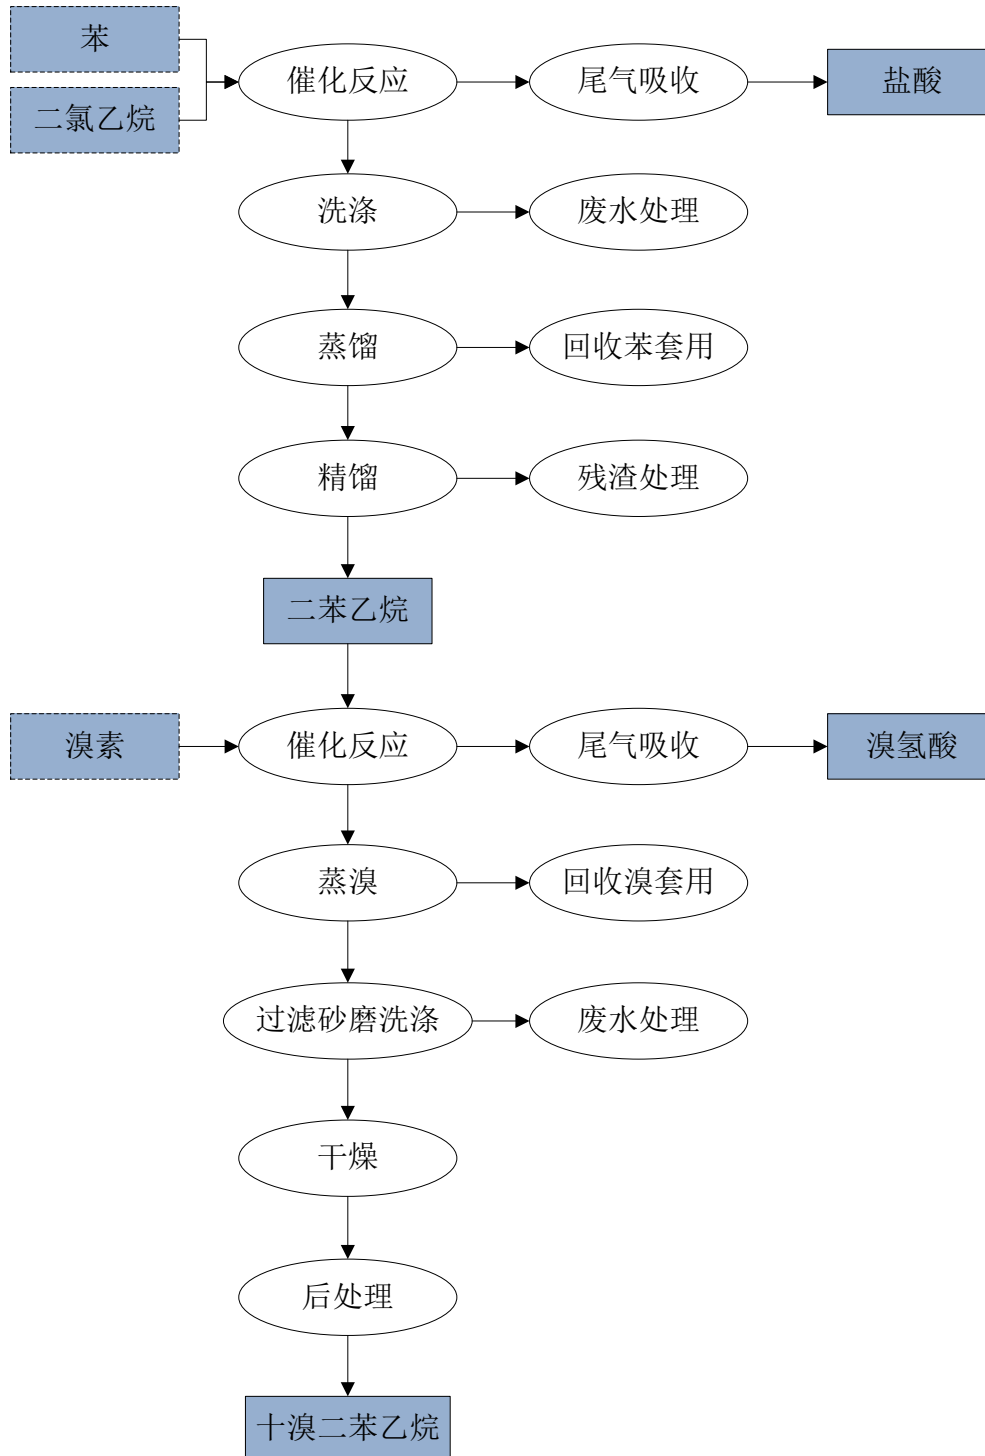 苯
二氯乙烷
催化反应
尾气吸收
盐酸
洗涤
废水处理
蒸馏
回收苯套用
精馏
残渣处理
二苯乙烷
溴素
催化反应
尾气吸收
溴氢酸
蒸溴
回收溴套用
过滤砂磨洗涤
废水处理
干燥
后处理
十溴二苯乙烷